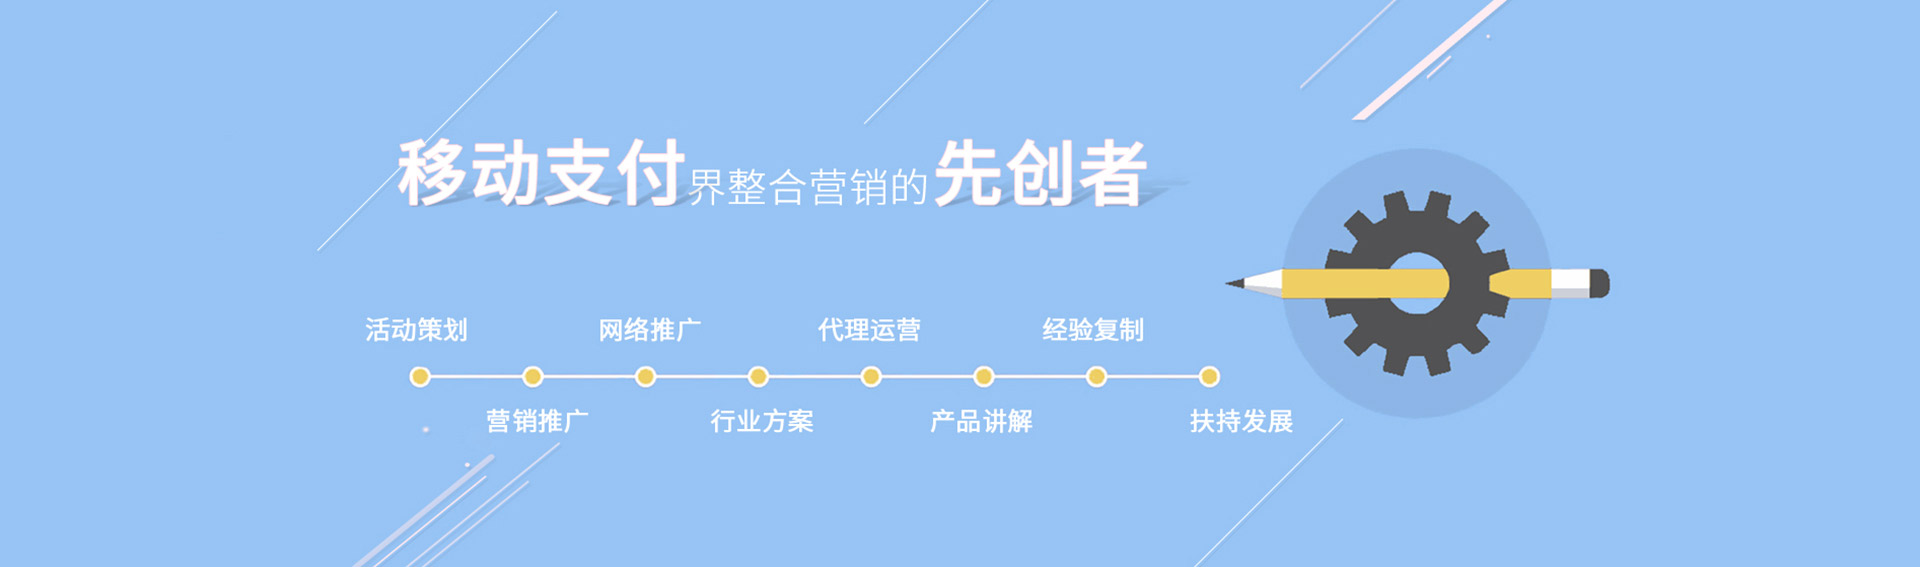 移动支付界整合营销的先创者
活动策划 网络推广 代理运营 经验复制
营销推广 行业方案 产品讲解 扶持发展